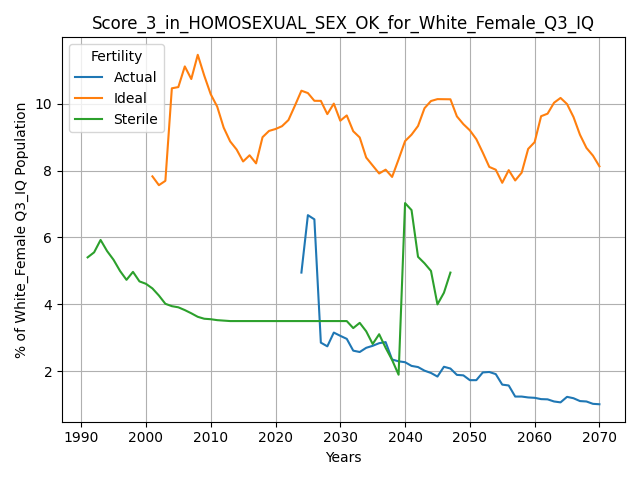 Score_3_in_HOMOSEXUAL_SEX_OK_for_White_Female_Q3_IQ
Fertility
Actual
Ideal
Sterile
% of White_Female Q3_IQ Population
10
8
6
4
2
1990 2000 2010 2020 2030 2040 2050 2060 2070
Years